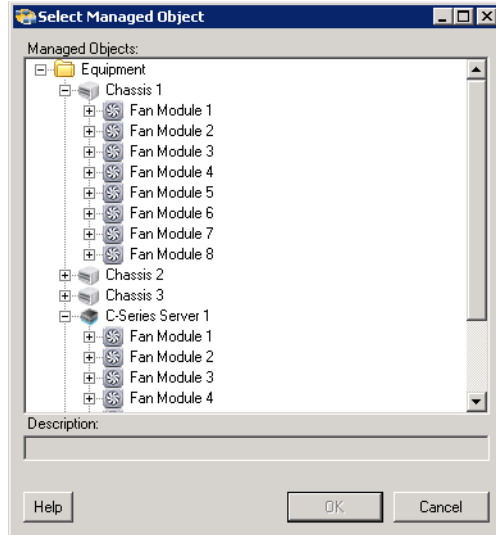 Select Managed Object
Managed Objects:
Equipment
Chassis 1
Fan Module 1
Fan Module 2
Fan Module 3
Fan Module 4
Fan Module 5
Fan Module 6
Fan Module 7
Fan Module 8
Chassis 2
Chassis 3
C-Series Server 1
Fan Module 1
Fan Module 2
Fan Module 3
Fan Module 4
Description:
Help OK Cancel